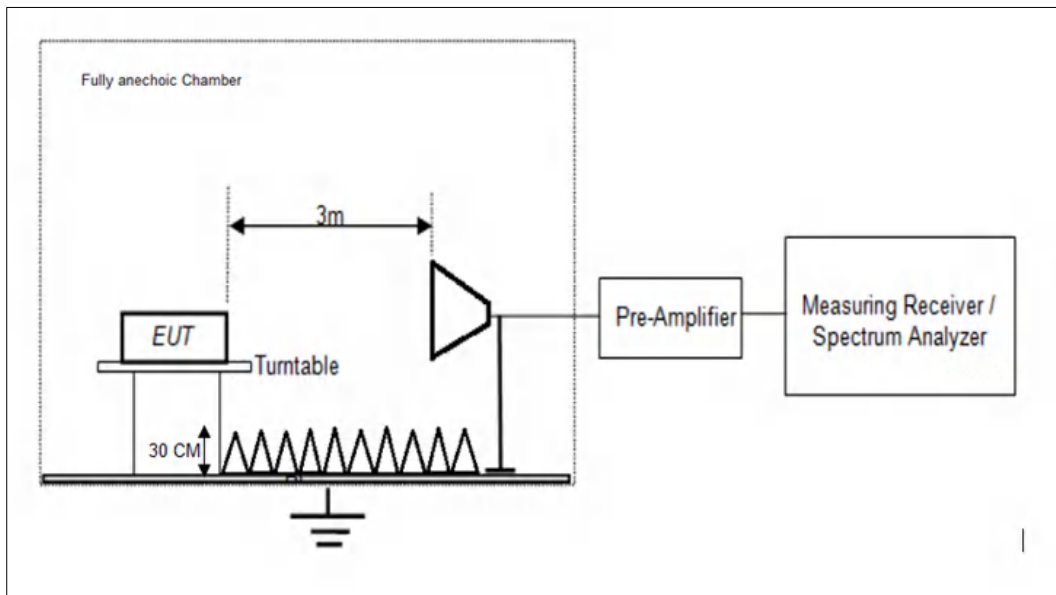 Fully anechoic Chamber
3m
EUT
Turntable
30 CM
Pre-Amplifier
Measuring Receiver /
Spectrum Analyzer